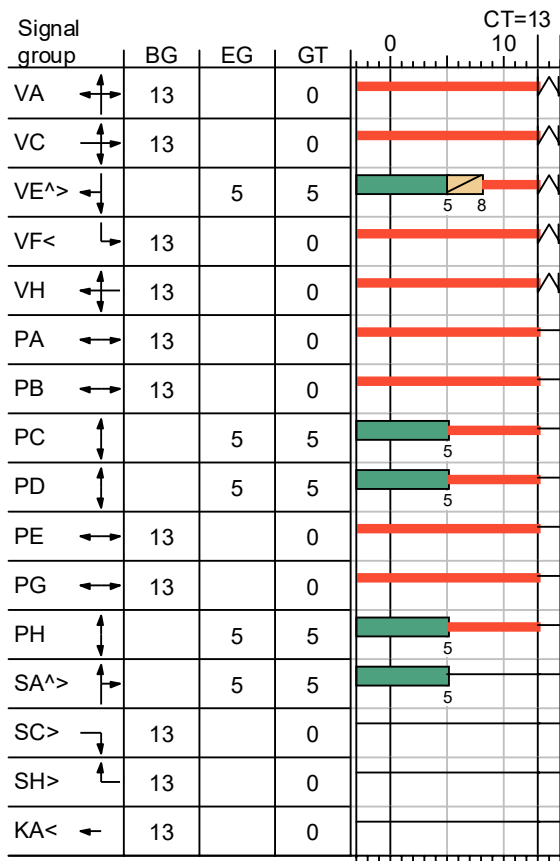 CT=13
Signal
group BG EG GT 0 10
VA 13 0
VC 13 0
VE^> 5 5 5 8
VF< 13 0
VH 13 0
PA 13 0
PB 13 0
PC 5 5 5
PD 5 5 5
PE 13 0
PG 13 0
PH 5 5 5
SA^> 5 5 5
SC> 13 0
SH> 13 0
KA< 13 0